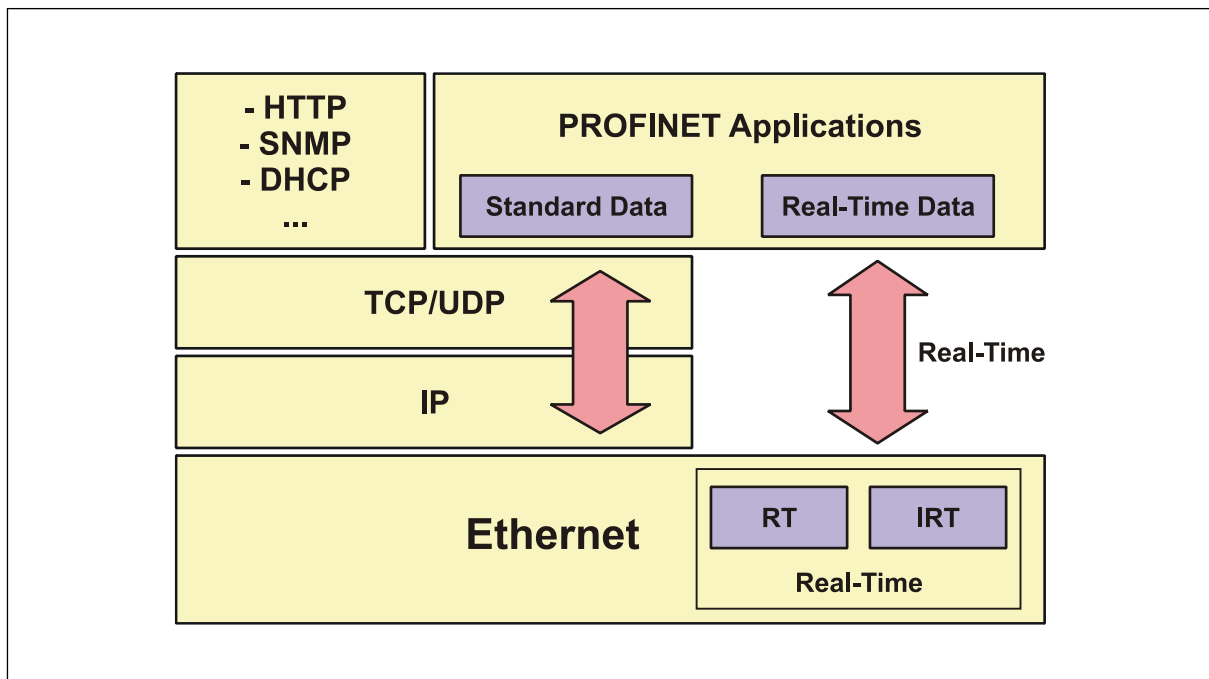 - HTTP
- SNMP
- DHCP
...
PROFINET Applications
Standard Data
Real-Time Data
TCP/UDP
Real-Time
IP
Ethernet
RT
IRT
Real-Time